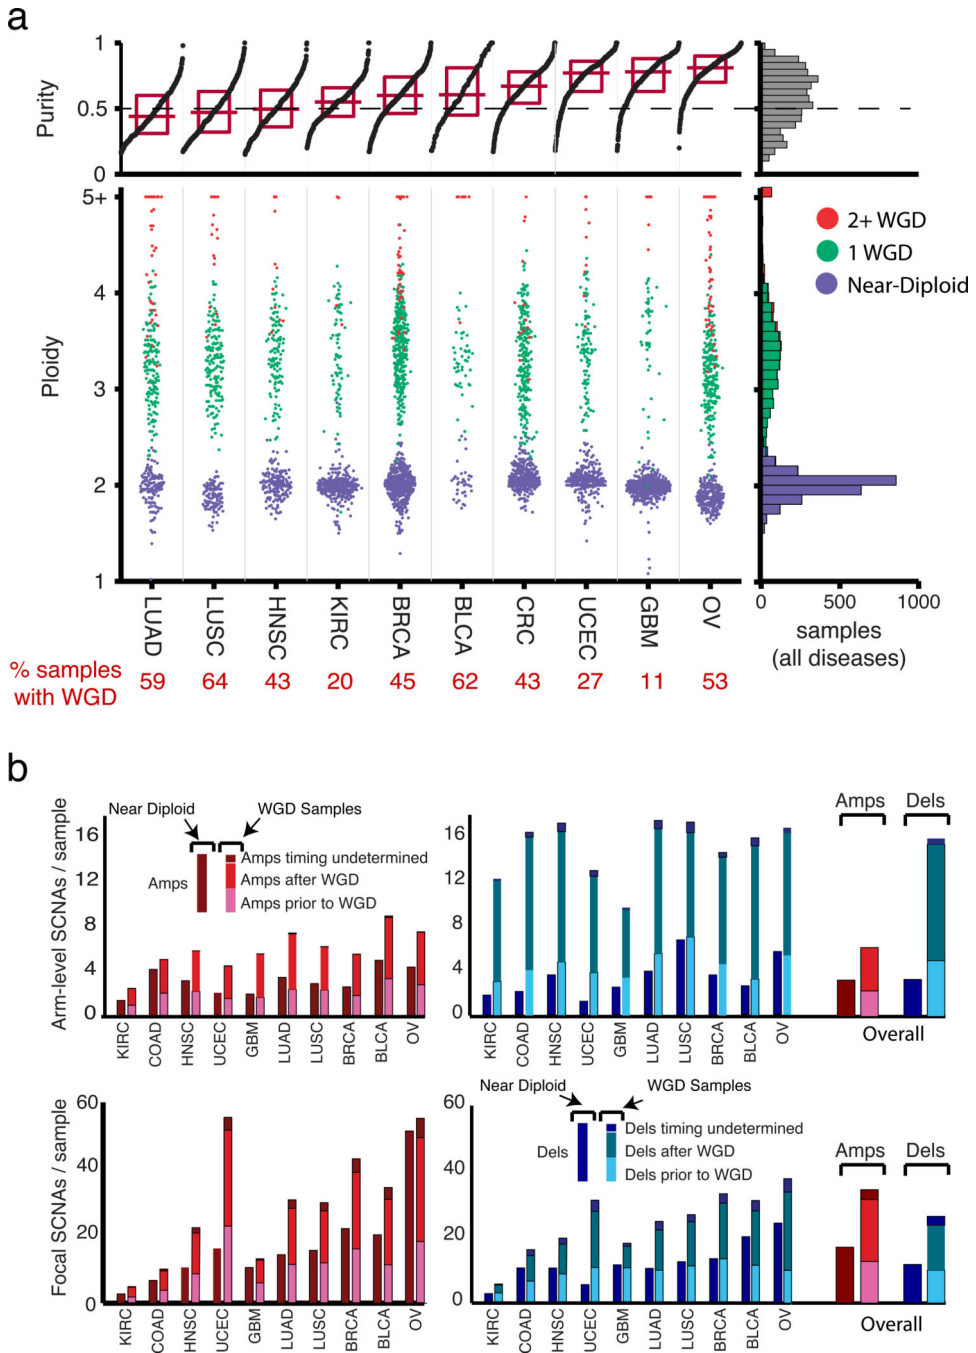 a
1
0.5
0
Purity
5+
4
3
2
1
Ploidy
2+ WGD
1 WGD
Near-Diploid
LUAD LUSC HNSC KIRC BRCA BLCA CRC UCEC GBM OV
0 500 1000
samples
(all diseases)
% samples
with WGD
59 64 43 20 45 62 43 27 11 53
b
Arm-level SCNAs / sample
16
12
8
4
0
Near Diploid
WGD Samples
Amps
Amps timing undetermined
Amps after WGD
Amps prior to WGD
KIRC COAD HNSC UCEC GBM LUAD LUSC BRCA BLCA OV
16
12
8
4
0
KIRC COAD HNSC UCEC GBM LUAD LUSC BRCA BLCA OV
Amps Dels
Overall
Focal SCNAs / sample
60
40
20
0
KIRC COAD HNSC UCEC GBM LUAD LUSC BRCA BLCA OV
Near Diploid
WGD Samples
Dels
Dels timing undetermined
Dels after WGD
Dels prior to WGD
60
40
20
0
KIRC COAD HNSC UCEC GBM LUAD LUSC BRCA BLCA OV
Amps Dels
Overall